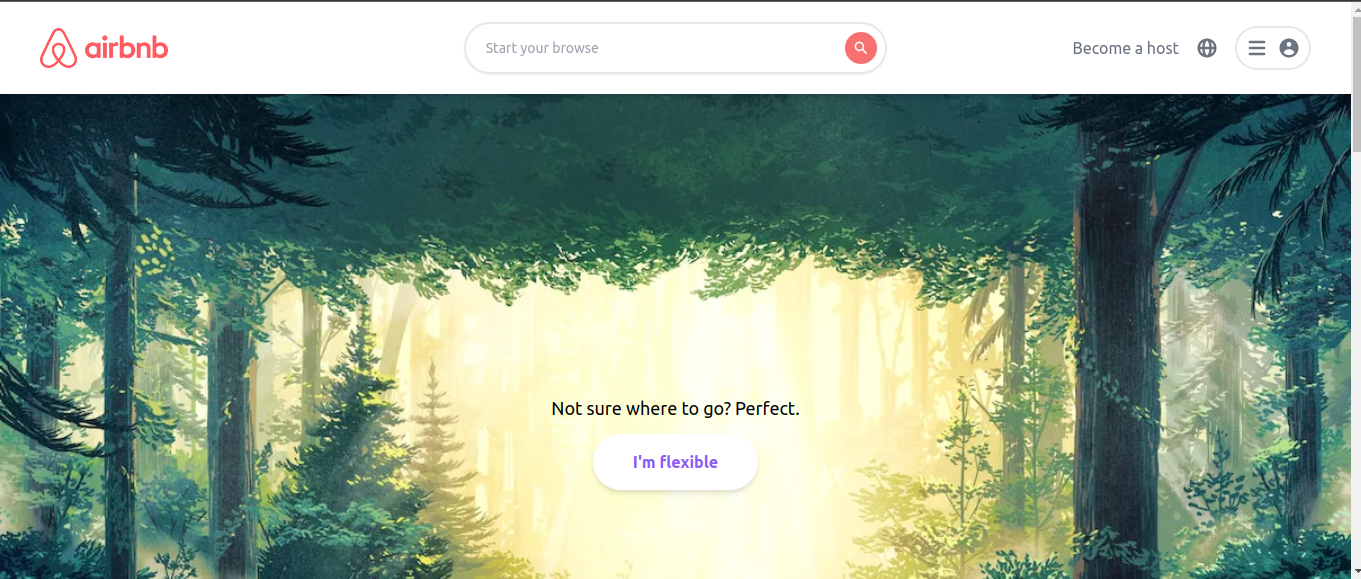 airbnb
Start your browse
Become a host
Not sure where to go? Perfect.
I'm flexible